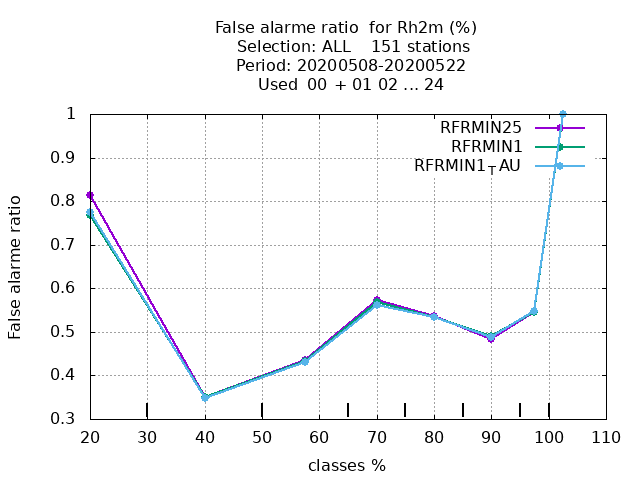 False alarme ratio  for Rh2m (%)
Selection: ALL    151 stations
Period: 20200508-20200522
Used  00  + 01 02 ... 24
RFRMIN25
RFRMIN1
RFRMIN1TAU
1
0.9
0.8
0.7
0.6
0.5
0.4
0.3
False alarme ratio
20 30 40 50 60 70 80 90 100 110
classes %